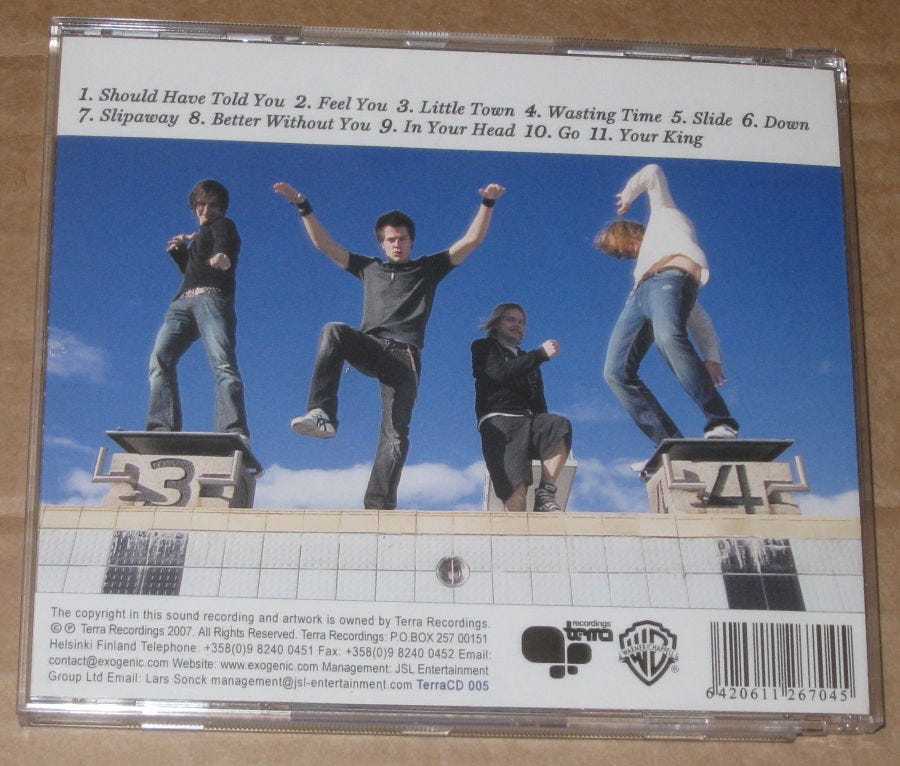 1. Should Have Told You 2. Feel You 3. Little Town 4. Wasting Time 5. Slide 6. Down
7. Slipaway 8. Better Without You 9. In Your Head 10. Go 11. Your King
3
4
The copyright in this sound recording and artwork is owned by Terra Recordings.
© ℗ Terra Recordings 2007. All Rights Reserved. Terra Recordings: P.O.BOX 257 00151
Helsinki Finland Telephone: +358(0)9 8240 0451 Fax: +358(0)9 8240 0452 Email:
contact@exogenic.com Website: www.exogenic.com Management: JSL Entertainment
Group Ltd Email: Lars Sonck management@jsl-entertainment.com TerraCD 005
recordings
terra
WARNER/CHAPPELL
®
6 420611 267045